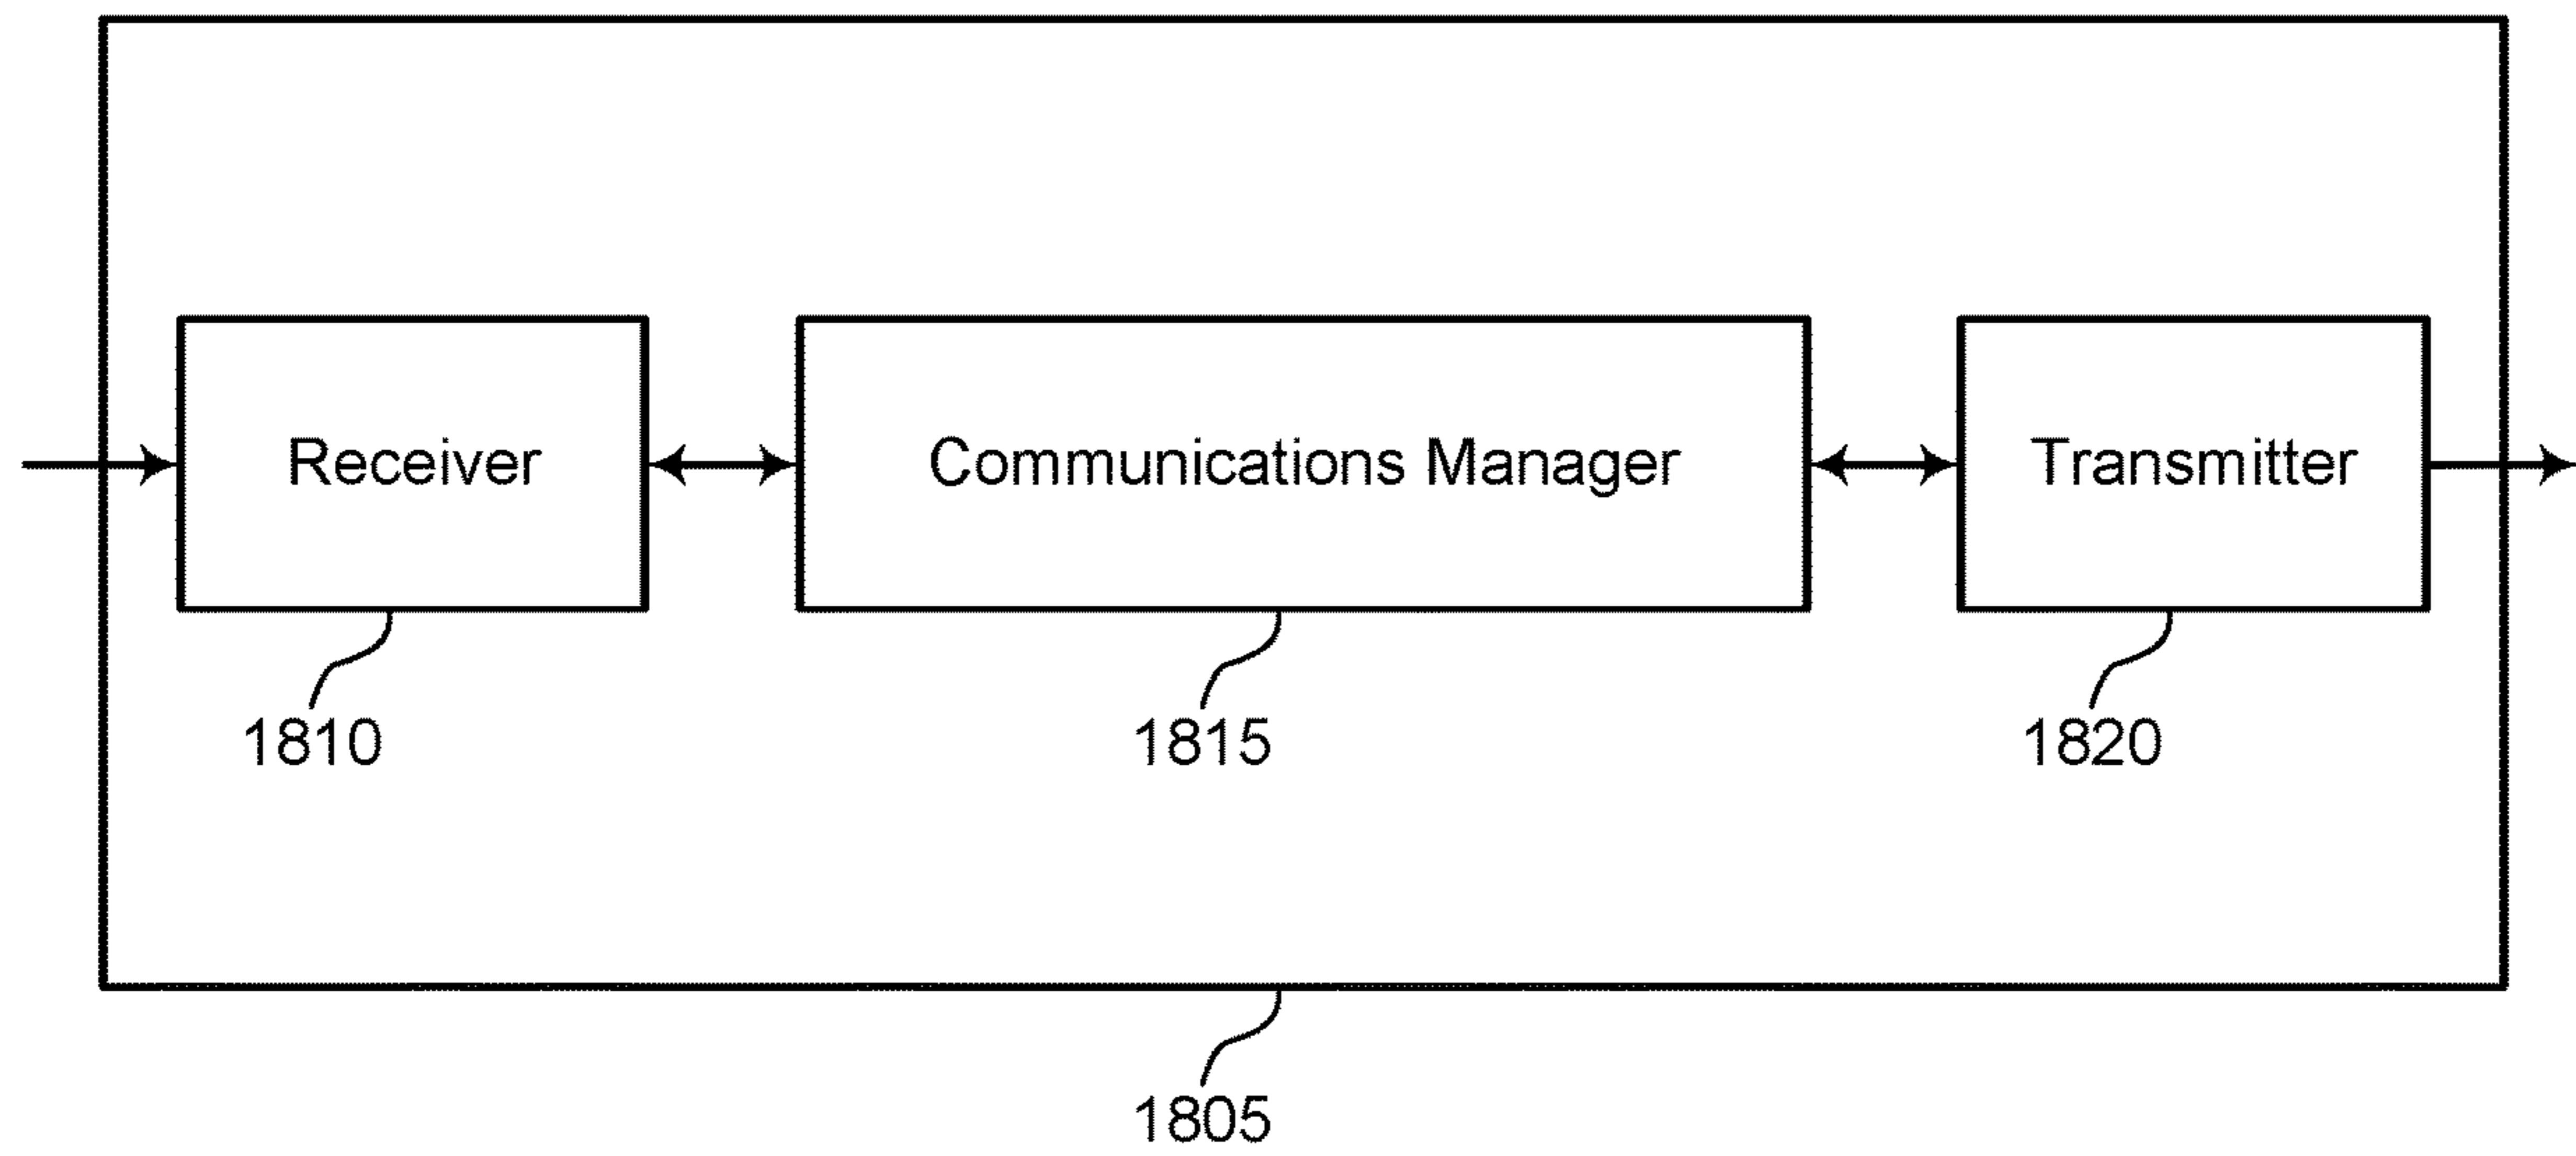 Receiver
Communications Manager
Transmitter
1810
1815
1820
1805